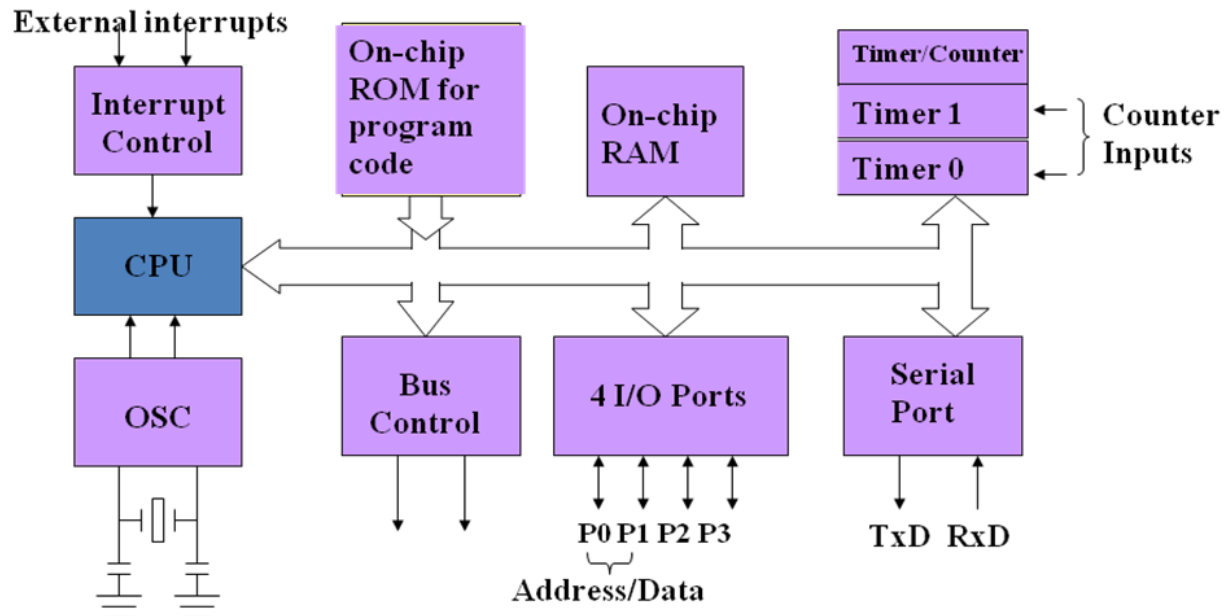 External interrupts
Interrupt
Control
On-chip
ROM for
program
code
On-chip
RAM
Timer/Counter
Timer 1
Timer 0
Counter
Inputs
CPU
OSC
Bus
Control
4 I/O Ports
Serial
Port
P0 P1 P2 P3
Address/Data
TxD RxD